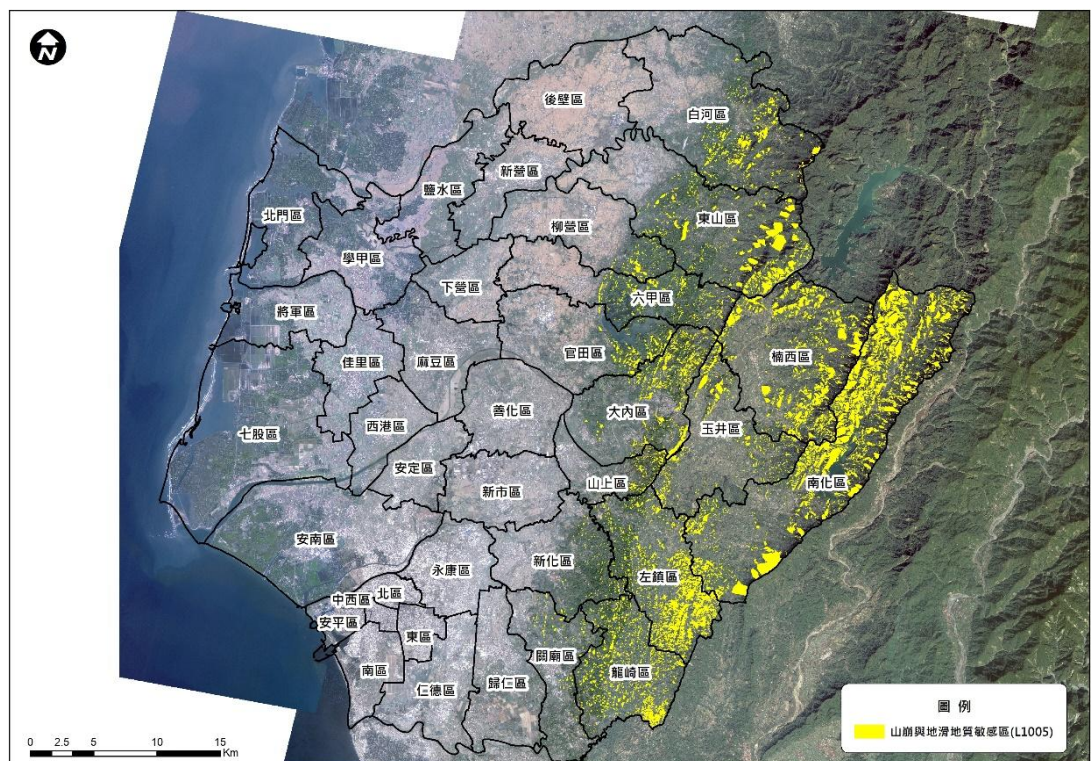 N
後壁區
白河區
新營區
鹽水區
北門區
東山區
柳營區
學甲區
下營區
六甲區
將軍區
官田區
楠西區
佳里區
麻豆區
善化區
大內區
玉井區
西港區
七股區
安定區
山上區
南化區
新市區
安南區
新化區
永康區
左鎮區
中西區
北區
安平區
東區
關廟區
龍崎區
南區
歸仁區
仁德區
圖 例
山崩與地滑地質敏感區(L1005)
0 2.5 5 10 15
Km